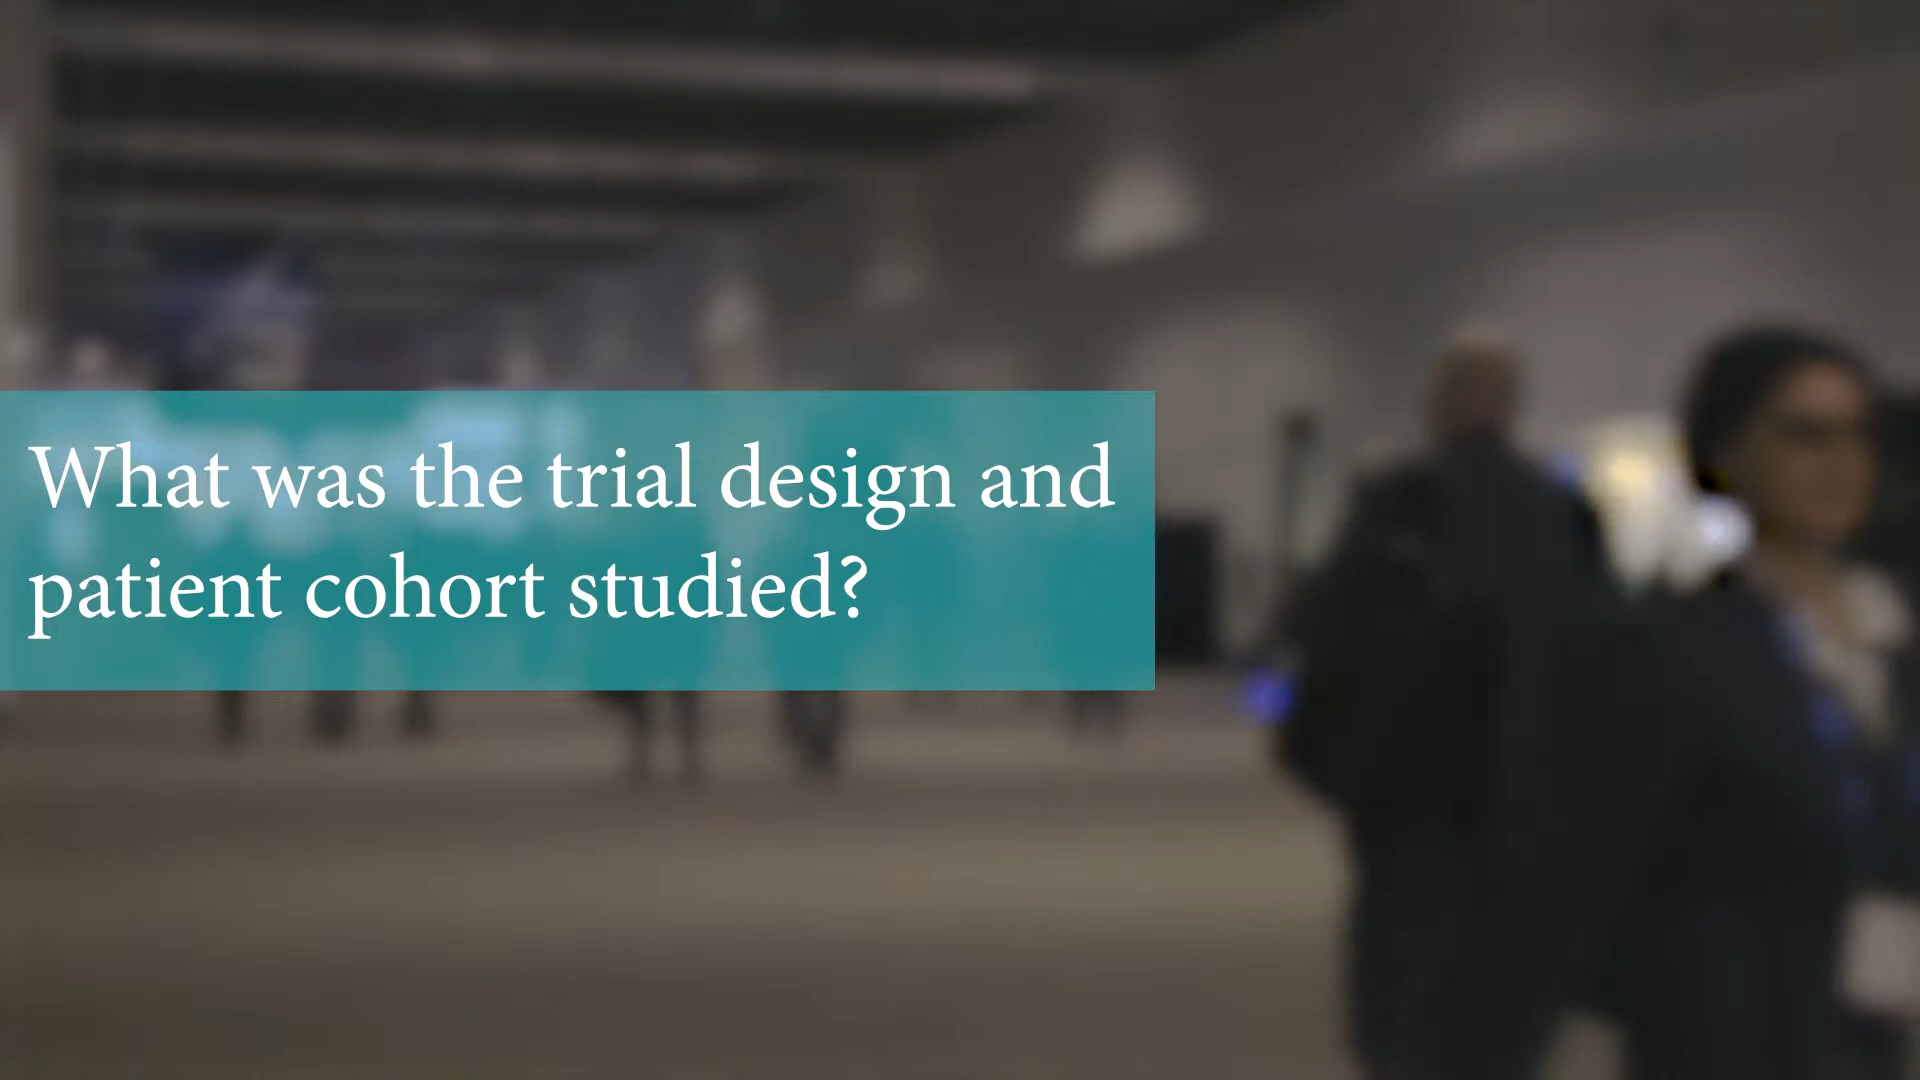 What was the trial design and
patient cohort studied?